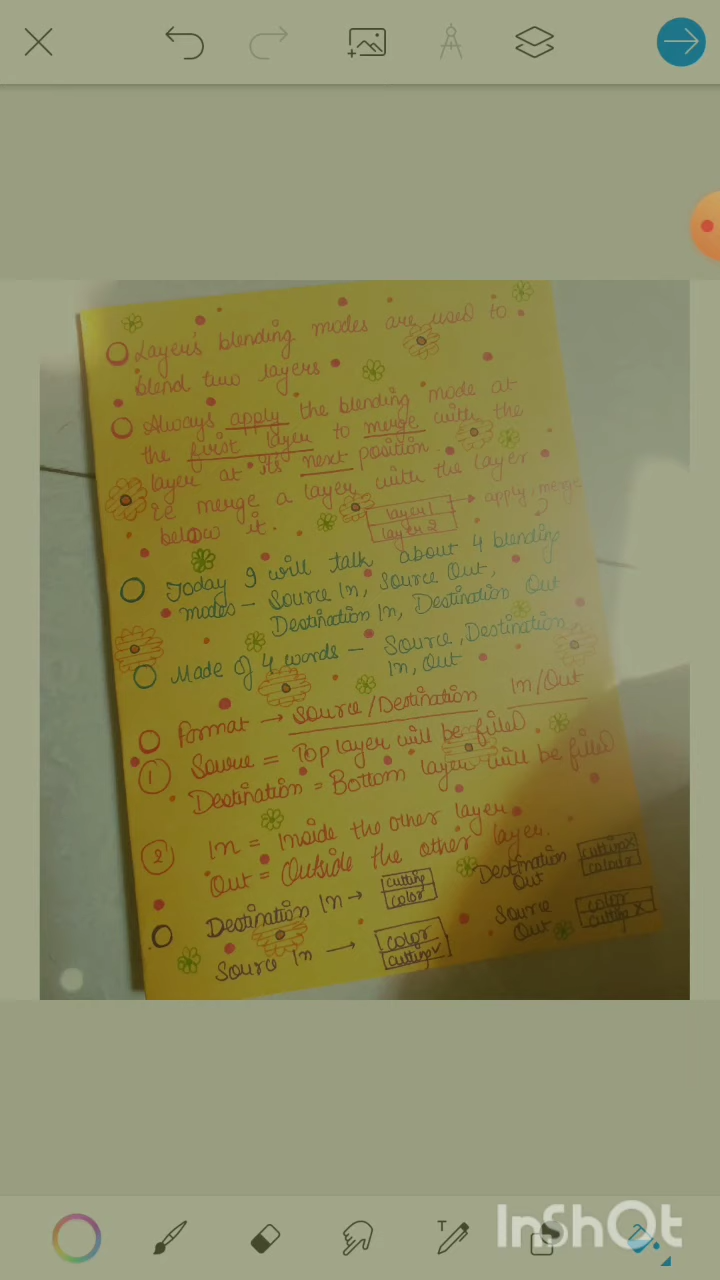 Layer's blending modes are used to
blend two layers
Always apply the blending mode at
the first layer to merge with the
layer at its next position.
ie merge a layer with the layer
below it.
layer 1 → apply, merge
layer 2
Today I will talk about 4 blending
modes - Source In, Source Out,
Destination In, Destination Out
Made of 4 words - Source, Destination,
In, Out
Format → Source/Destination In/Out
1 Source = Top layer will be filled.
Destination = Bottom layer will be filled
2 In = Inside the other layer
Out = Outside the other layer.
Destination In → cutting
color
Destination
Out
cutting X
Source In → color
cutting ✓
Source
Out
color
cutting X
T
InShOt